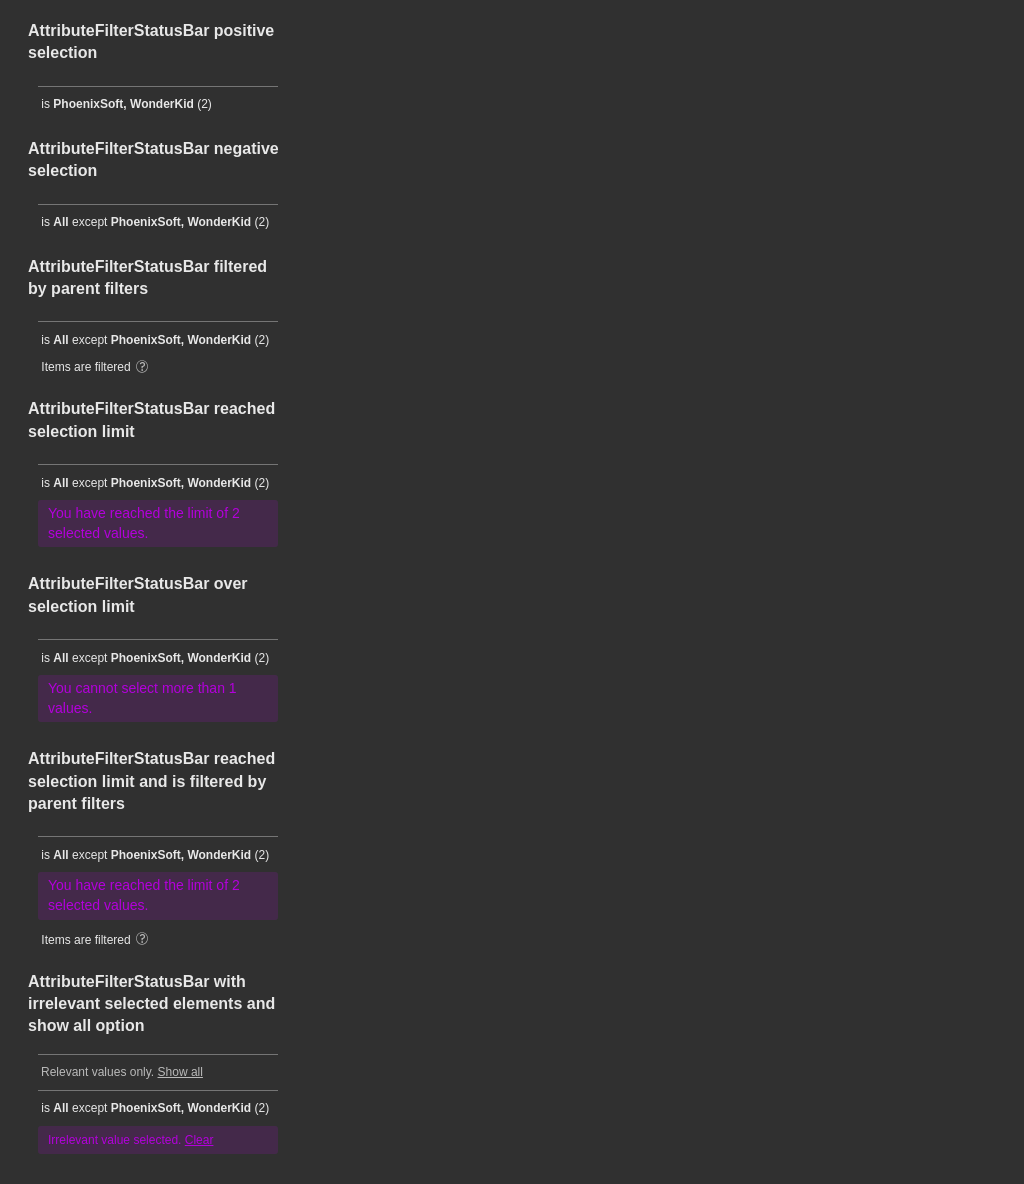 AttributeFilterStatusBar positive
selection
is PhoenixSoft, WonderKid (2)
AttributeFilterStatusBar negative
selection
is All except PhoenixSoft, WonderKid (2)
AttributeFilterStatusBar filtered
by parent filters
is All except PhoenixSoft, WonderKid (2)
Items are filtered ?
AttributeFilterStatusBar reached
selection limit
is All except PhoenixSoft, WonderKid (2)
You have reached the limit of 2
selected values.
AttributeFilterStatusBar over
selection limit
is All except PhoenixSoft, WonderKid (2)
You cannot select more than 1
values.
AttributeFilterStatusBar reached
selection limit and is filtered by
parent filters
is All except PhoenixSoft, WonderKid (2)
You have reached the limit of 2
selected values.
Items are filtered ?
AttributeFilterStatusBar with
irrelevant selected elements and
show all option
Relevant values only. Show all
is All except PhoenixSoft, WonderKid (2)
Irrelevant value selected. Clear